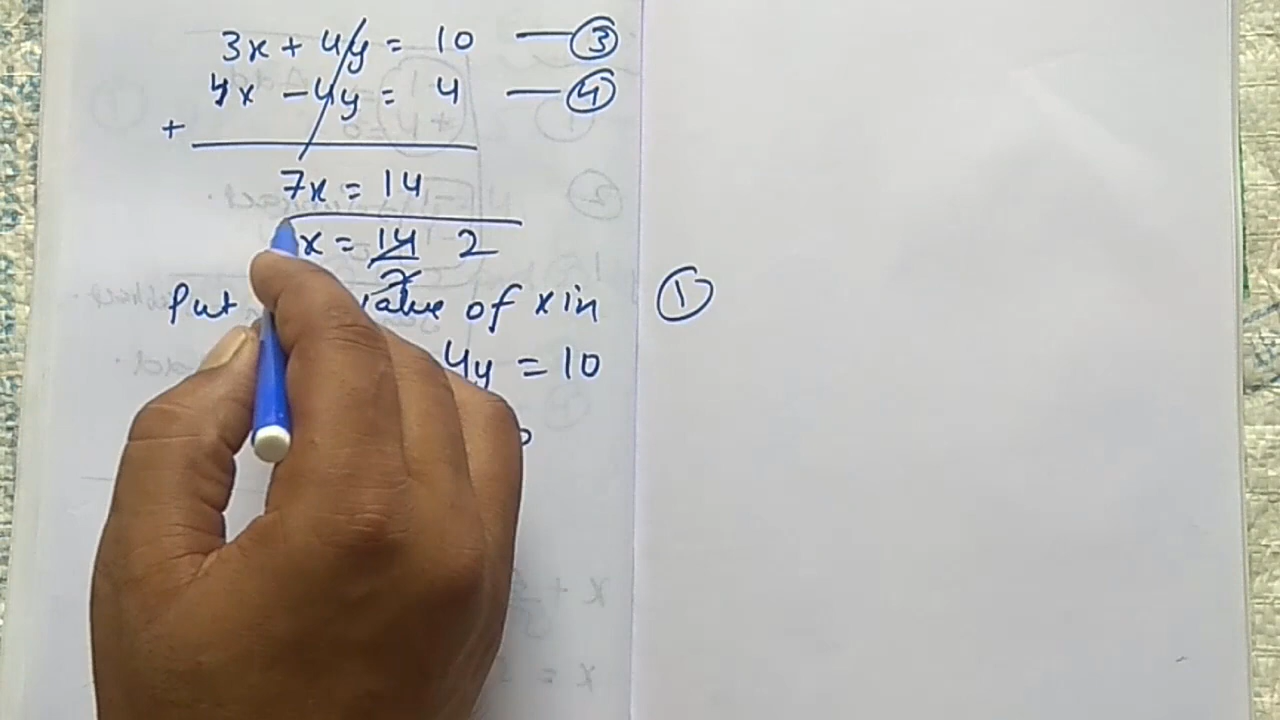 3x + 4y = 10 — ③
4x - 4y = 4 — ④
+
7x = 14
x = 14 2
Put value of x in ①
4y = 10